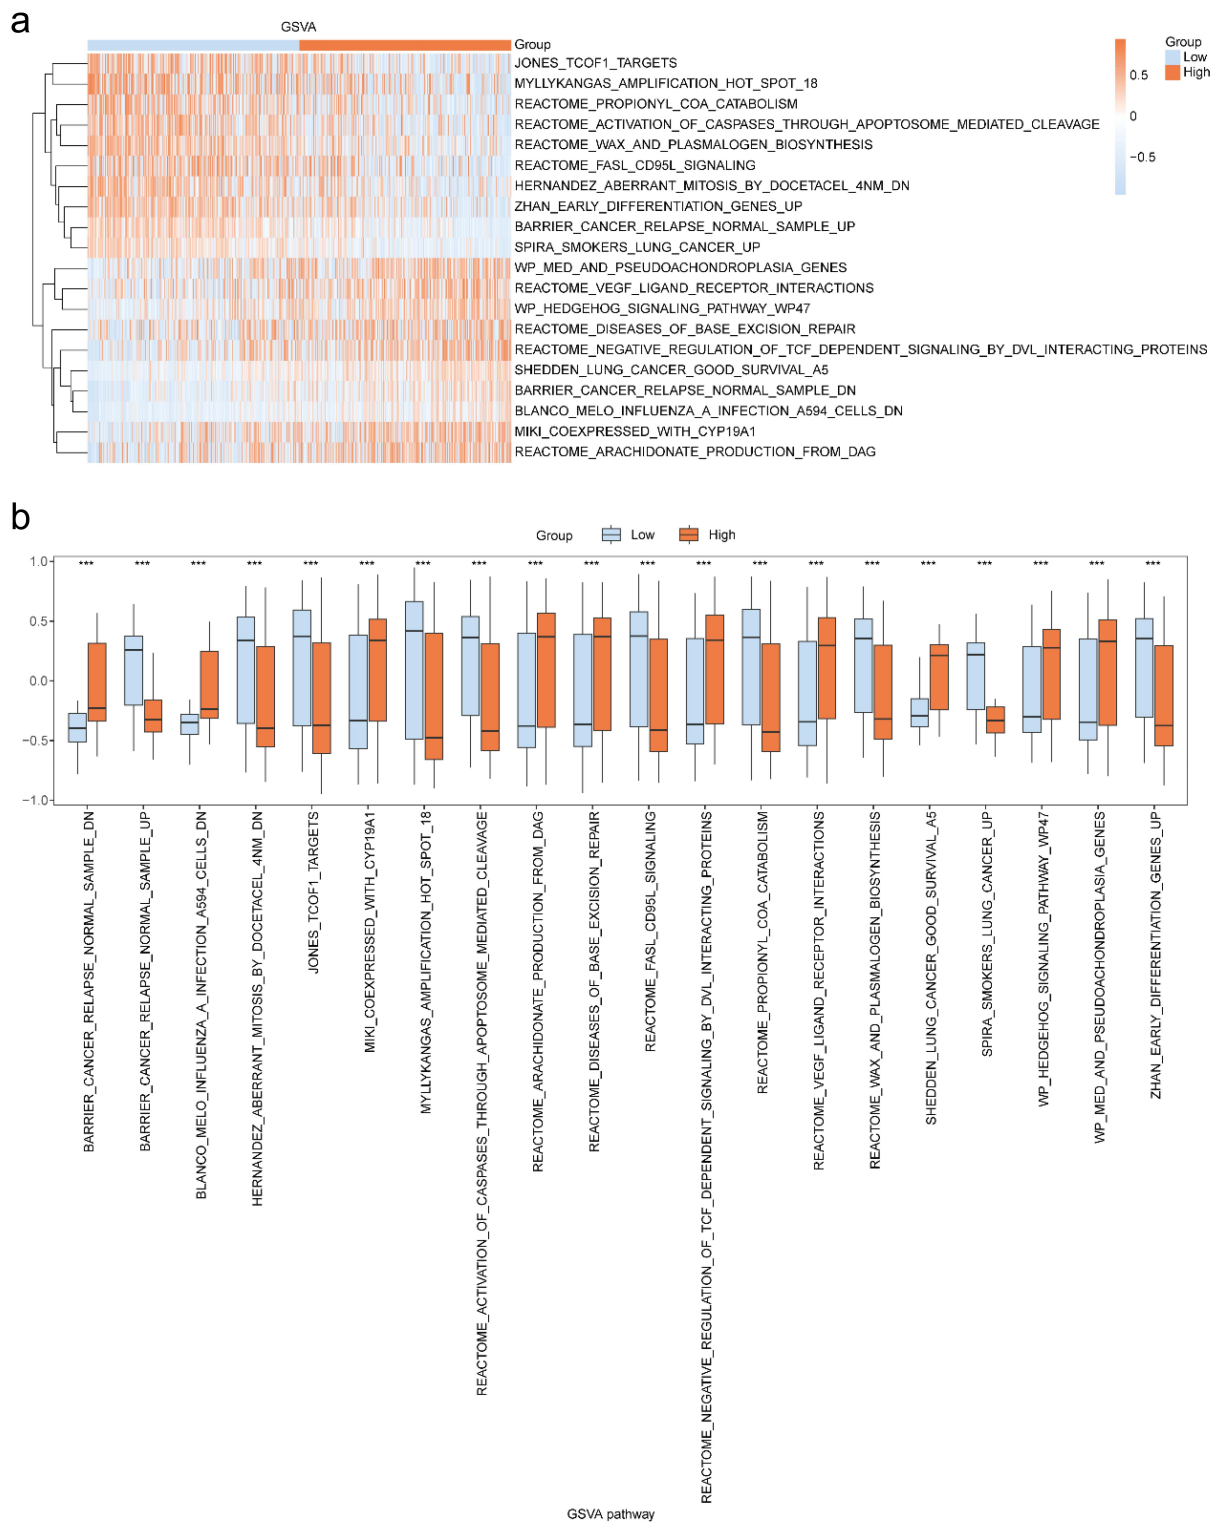 a
GSVA
Group
JONES_TCOF1_TARGETS
MYLLYKANGAS_AMPLIFICATION_HOT_SPOT_18
REACTOME_PROPIONYL_COA_CATABOLISM
REACTOME_ACTIVATION_OF_CASPASES_THROUGH_APOPTOSOME_MEDIATED_CLEAVAGE
REACTOME_WAX_AND_PLASMALOGEN_BIOSYNTHESIS
REACTOME_FASL_CD95L_SIGNALING
HERNANDEZ_ABERRANT_MITOSIS_BY_DOCETACEL_4NM_DN
ZHAN_EARLY_DIFFERENTIATION_GENES_UP
BARRIER_CANCER_RELAPSE_NORMAL_SAMPLE_UP
SPIRA_SMOKERS_LUNG_CANCER_UP
WP_MED_AND_PSEUDOACHONDROPLASIA_GENES
REACTOME_VEGF_LIGAND_RECEPTOR_INTERACTIONS
WP_HEDGEHOG_SIGNALING_PATHWAY_WP47
REACTOME_DISEASES_OF_BASE_EXCISION_REPAIR
REACTOME_NEGATIVE_REGULATION_OF_TCF_DEPENDENT_SIGNALING_BY_DVL_INTERACTING_PROTEINS
SHEDDEN_LUNG_CANCER_GOOD_SURVIVAL_A5
BARRIER_CANCER_RELAPSE_NORMAL_SAMPLE_DN
BLANCO_MELO_INFLUENZA_A_INFECTION_A594_CELLS_DN
MIKI_COEXPRESSED_WITH_CYP19A1
REACTOME_ARACHIDONATE_PRODUCTION_FROM_DAG
0.5
0
−0.5
Group
Low
High
b
Group Low High
*** *** *** *** *** *** *** *** *** *** *** *** *** *** *** *** *** *** *** ***
1.0
0.5
0.0
−0.5
−1.0
BARRIER_CANCER_RELAPSE_NORMAL_SAMPLE_DN
BARRIER_CANCER_RELAPSE_NORMAL_SAMPLE_UP
BLANCO_MELO_INFLUENZA_A_INFECTION_A594_CELLS_DN
HERNANDEZ_ABERRANT_MITOSIS_BY_DOCETACEL_4NM_DN
JONES_TCOF1_TARGETS
MIKI_COEXPRESSED_WITH_CYP19A1
MYLLYKANGAS_AMPLIFICATION_HOT_SPOT_18
REACTOME_ACTIVATION_OF_CASPASES_THROUGH_APOPTOSOME_MEDIATED_CLEAVAGE
REACTOME_ARACHIDONATE_PRODUCTION_FROM_DAG
REACTOME_DISEASES_OF_BASE_EXCISION_REPAIR
REACTOME_FASL_CD95L_SIGNALING
REACTOME_NEGATIVE_REGULATION_OF_TCF_DEPENDENT_SIGNALING_BY_DVL_INTERACTING_PROTEINS
REACTOME_PROPIONYL_COA_CATABOLISM
REACTOME_VEGF_LIGAND_RECEPTOR_INTERACTIONS
REACTOME_WAX_AND_PLASMALOGEN_BIOSYNTHESIS
SHEDDEN_LUNG_CANCER_GOOD_SURVIVAL_A5
SPIRA_SMOKERS_LUNG_CANCER_UP
WP_HEDGEHOG_SIGNALING_PATHWAY_WP47
WP_MED_AND_PSEUDOACHONDROPLASIA_GENES
ZHAN_EARLY_DIFFERENTIATION_GENES_UP
GSVA pathway